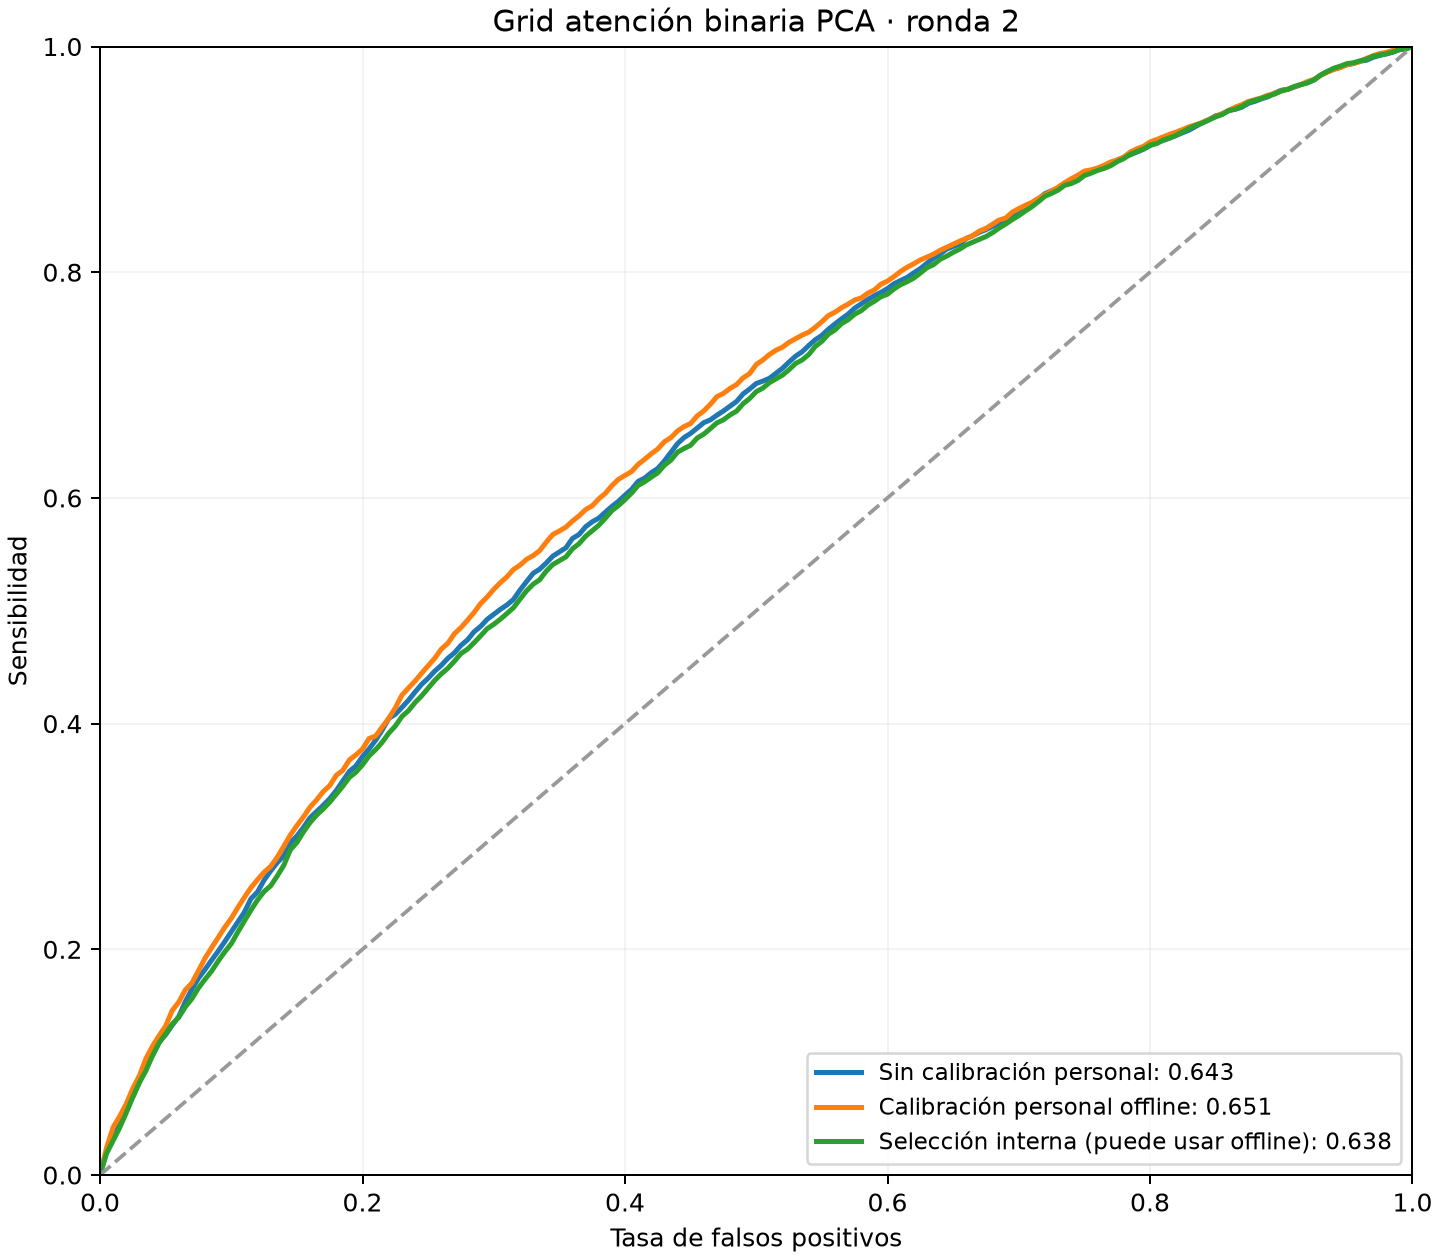 Grid atención binaria PCA · ronda 2
1.0
0.8
0.6
0.4
0.2
0.0
Sensibilidad
Sin calibración personal: 0.643
Calibración personal offline: 0.651
Selección interna (puede usar offline): 0.638
0.0 0.2 0.4 0.6 0.8 1.0
Tasa de falsos positivos